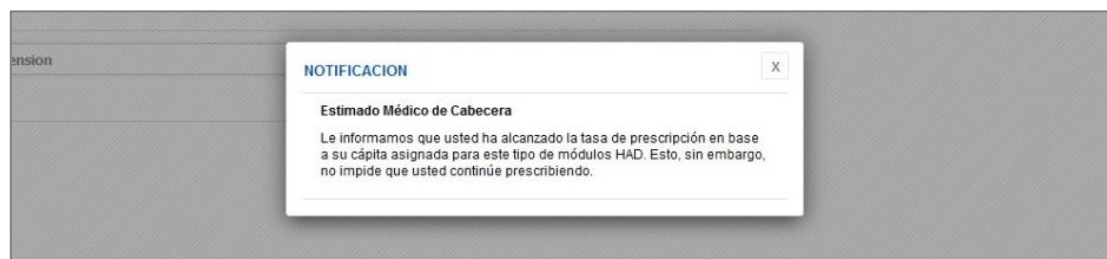 ension
NOTIFICACION
X
Estimado Médico de Cabecera
Le informamos que usted ha alcanzado la tasa de prescripción en base
a su cápita asignada para este tipo de módulos HAD. Esto, sin embargo,
no impide que usted continúe prescribiendo.